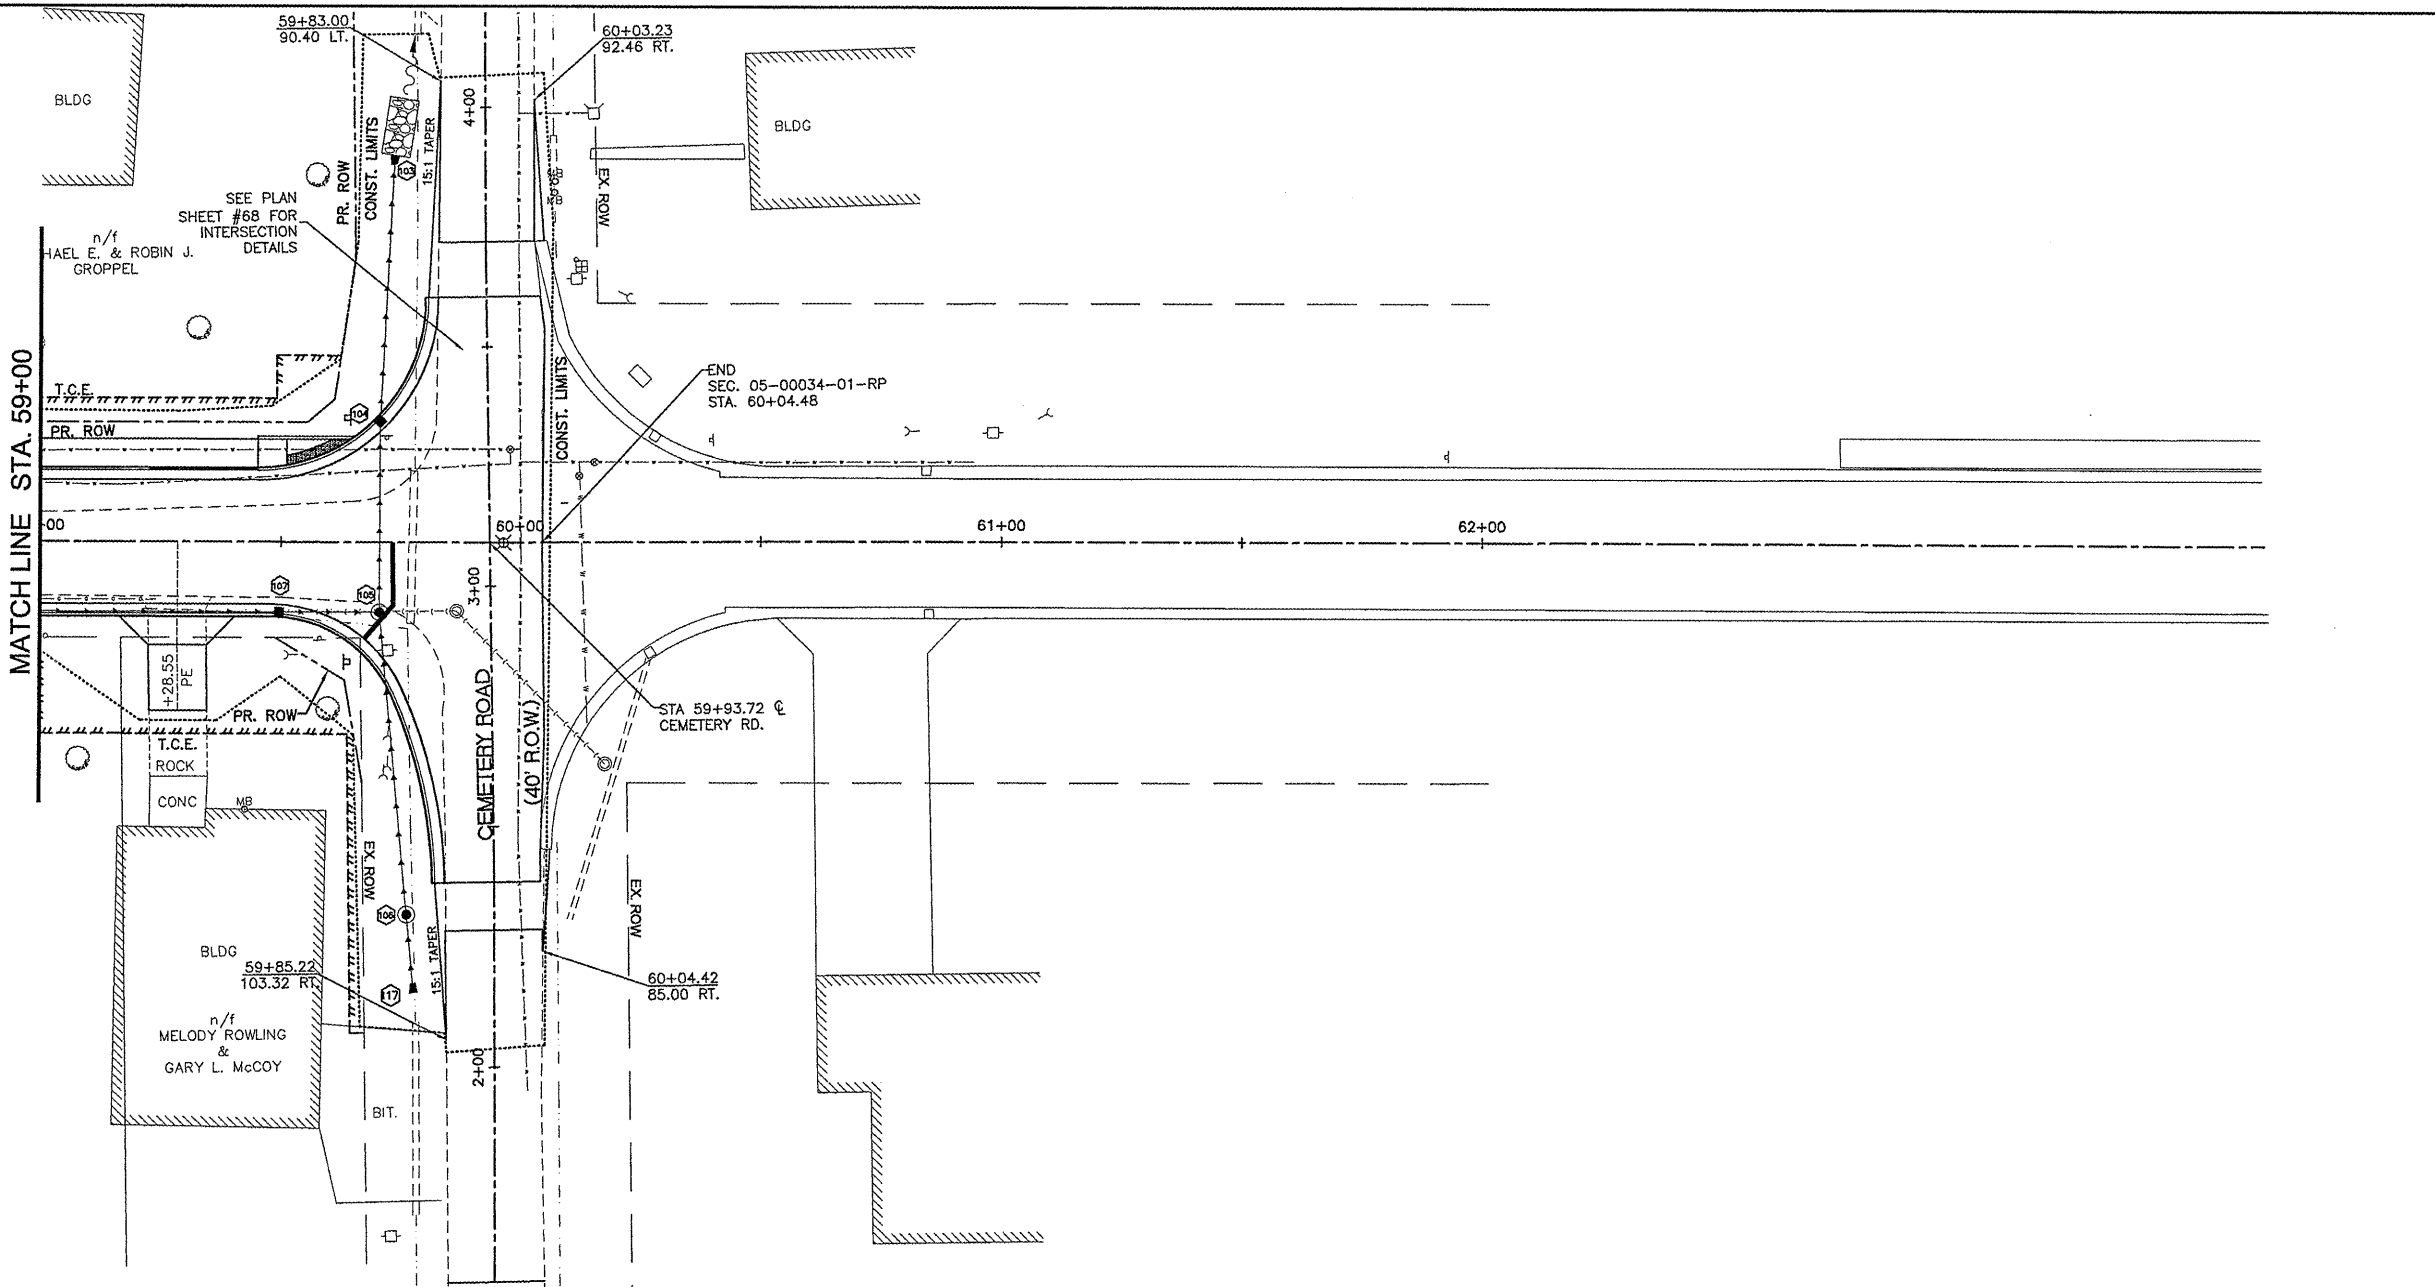 59+83.00
90.40 LT.
60+03.23
92.46 RT.
BLDG
BLDG
4+00
PR. ROW
CONST. LIMITS
15:1 TAPER
103
EX. ROW
MB
SEE PLAN
SHEET #68 FOR
INTERSECTION
DETAILS
n/f
HAEL E. & ROBIN J.
GROPPEL
MATCH LINE STA. 59+00
T.C.E.
PR. ROW
104
CONST. LIMITS
END
SEC. 05-00034-01-RP
STA. 60+04.48
00
60+00
61+00
62+00
107
105
3+00
+28.55
PE
PR. ROW
T.C.E.
ROCK
CONC
MB
CEMETERY ROAD
(40' R.O.W.)
STA 59+93.72 ℄
CEMETERY RD.
EX. ROW
EX. ROW
106
BLDG
59+85.22
103.32 RT.
117
15:1 TAPER
60+04.42
85.00 RT.
n/f
MELODY ROWLING
&
GARY L. McCOY
2+00
BIT.